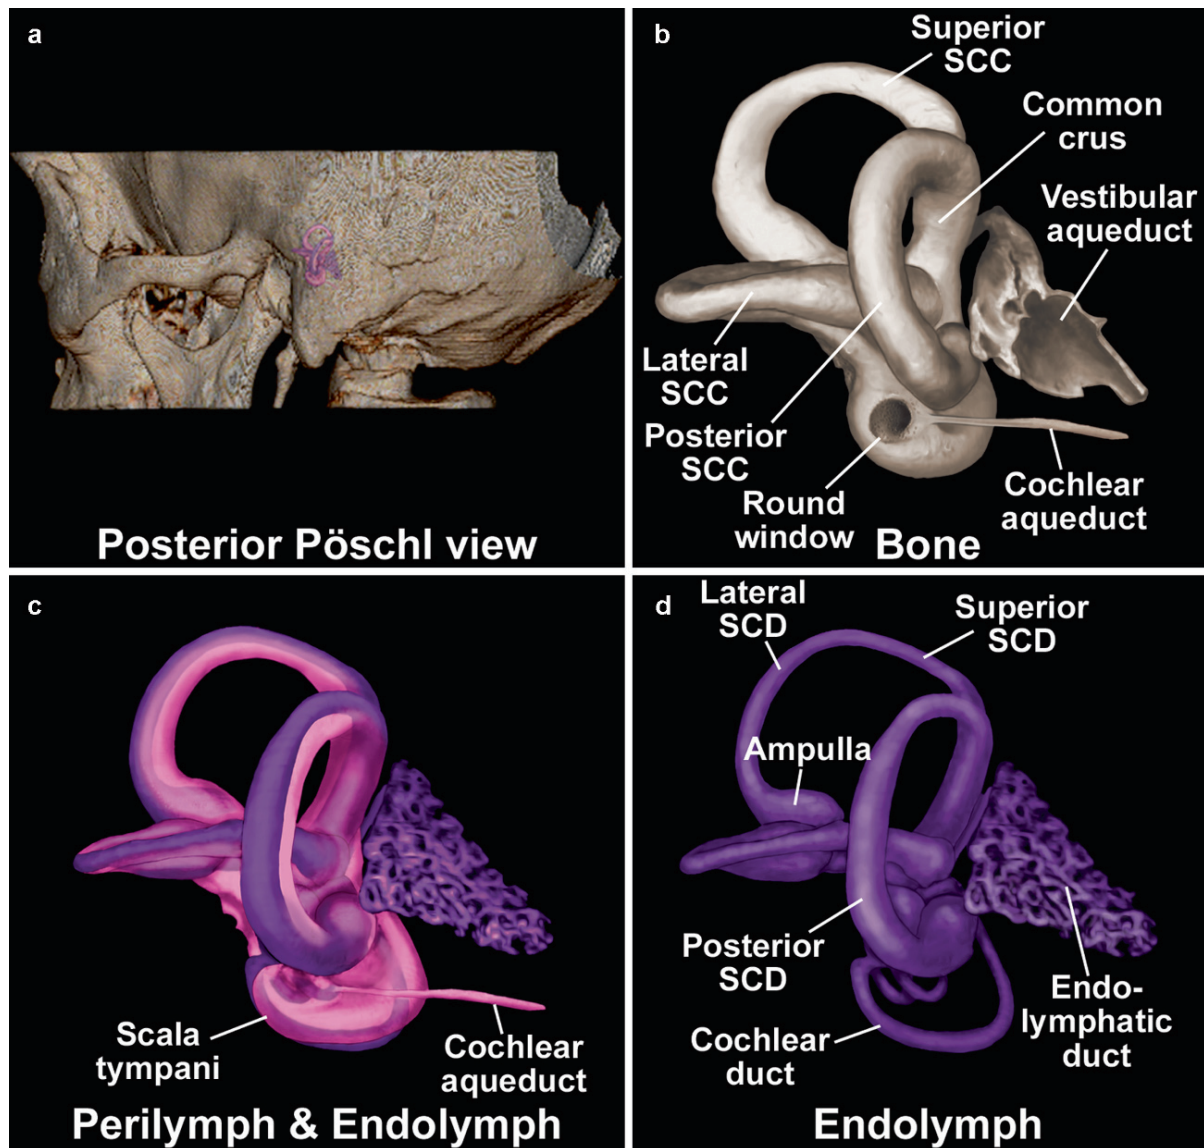 a
Posterior Pöschl view
b
Superior
SCC
Common
crus
Vestibular
aqueduct
Lateral
SCC
Posterior
SCC
Round
window
Cochlear
aqueduct
Bone
c
Scala
tympani
Cochlear
aqueduct
Perilymph & Endolymph
d
Lateral
SCD
Superior
SCD
Ampulla
Posterior
SCD
Cochlear
duct
Endo-
lymphatic
duct
Endolymph